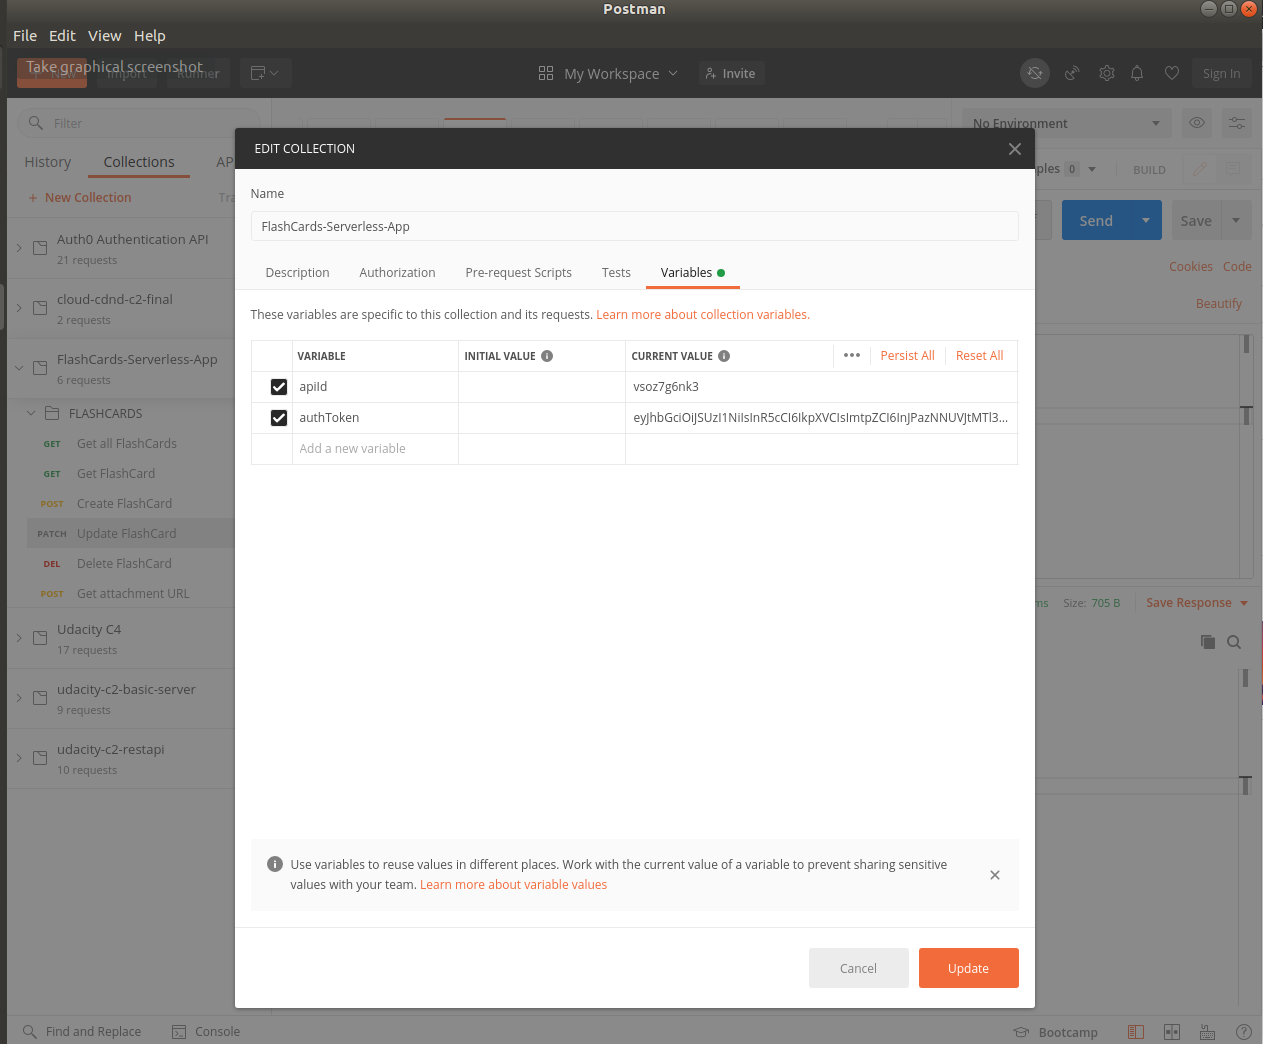 Postman
File Edit View Help
Take graphical screenshot
New Import Runner
My Workspace
Invite
Sign In
Filter
No Environment
History Collections AP
+ New Collection Tra
BUILD
ples 0
Send Save
Cookies Code
Beautify
Auth0 Authentication API
21 requests
cloud-cdnd-c2-final
2 requests
FlashCards-Serverless-App
6 requests
FLASHCARDS
GET Get all FlashCards
GET Get FlashCard
POST Create FlashCard
PATCH Update FlashCard
DEL Delete FlashCard
POST Get attachment URL
Udacity C4
17 requests
udacity-c2-basic-server
9 requests
udacity-c2-restapi
10 requests
EDIT COLLECTION
Name
FlashCards-Serverless-App
Description Authorization Pre-request Scripts Tests Variables
These variables are specific to this collection and its requests. Learn more about collection variables.
VARIABLE INITIAL VALUE CURRENT VALUE ••• Persist All Reset All
apiId vsoz7g6nk3
authToken eyJhbGciOiJSUzI1NiIsInR5cCI6IkpXVCIsImtpZCI6InJPazNNUVJtMTl3...
Add a new variable
ms Size: 705 B Save Response
Use variables to reuse values in different places. Work with the current value of a variable to prevent sharing sensitive
values with your team. Learn more about variable values
Cancel Update
Find and Replace Console
Bootcamp